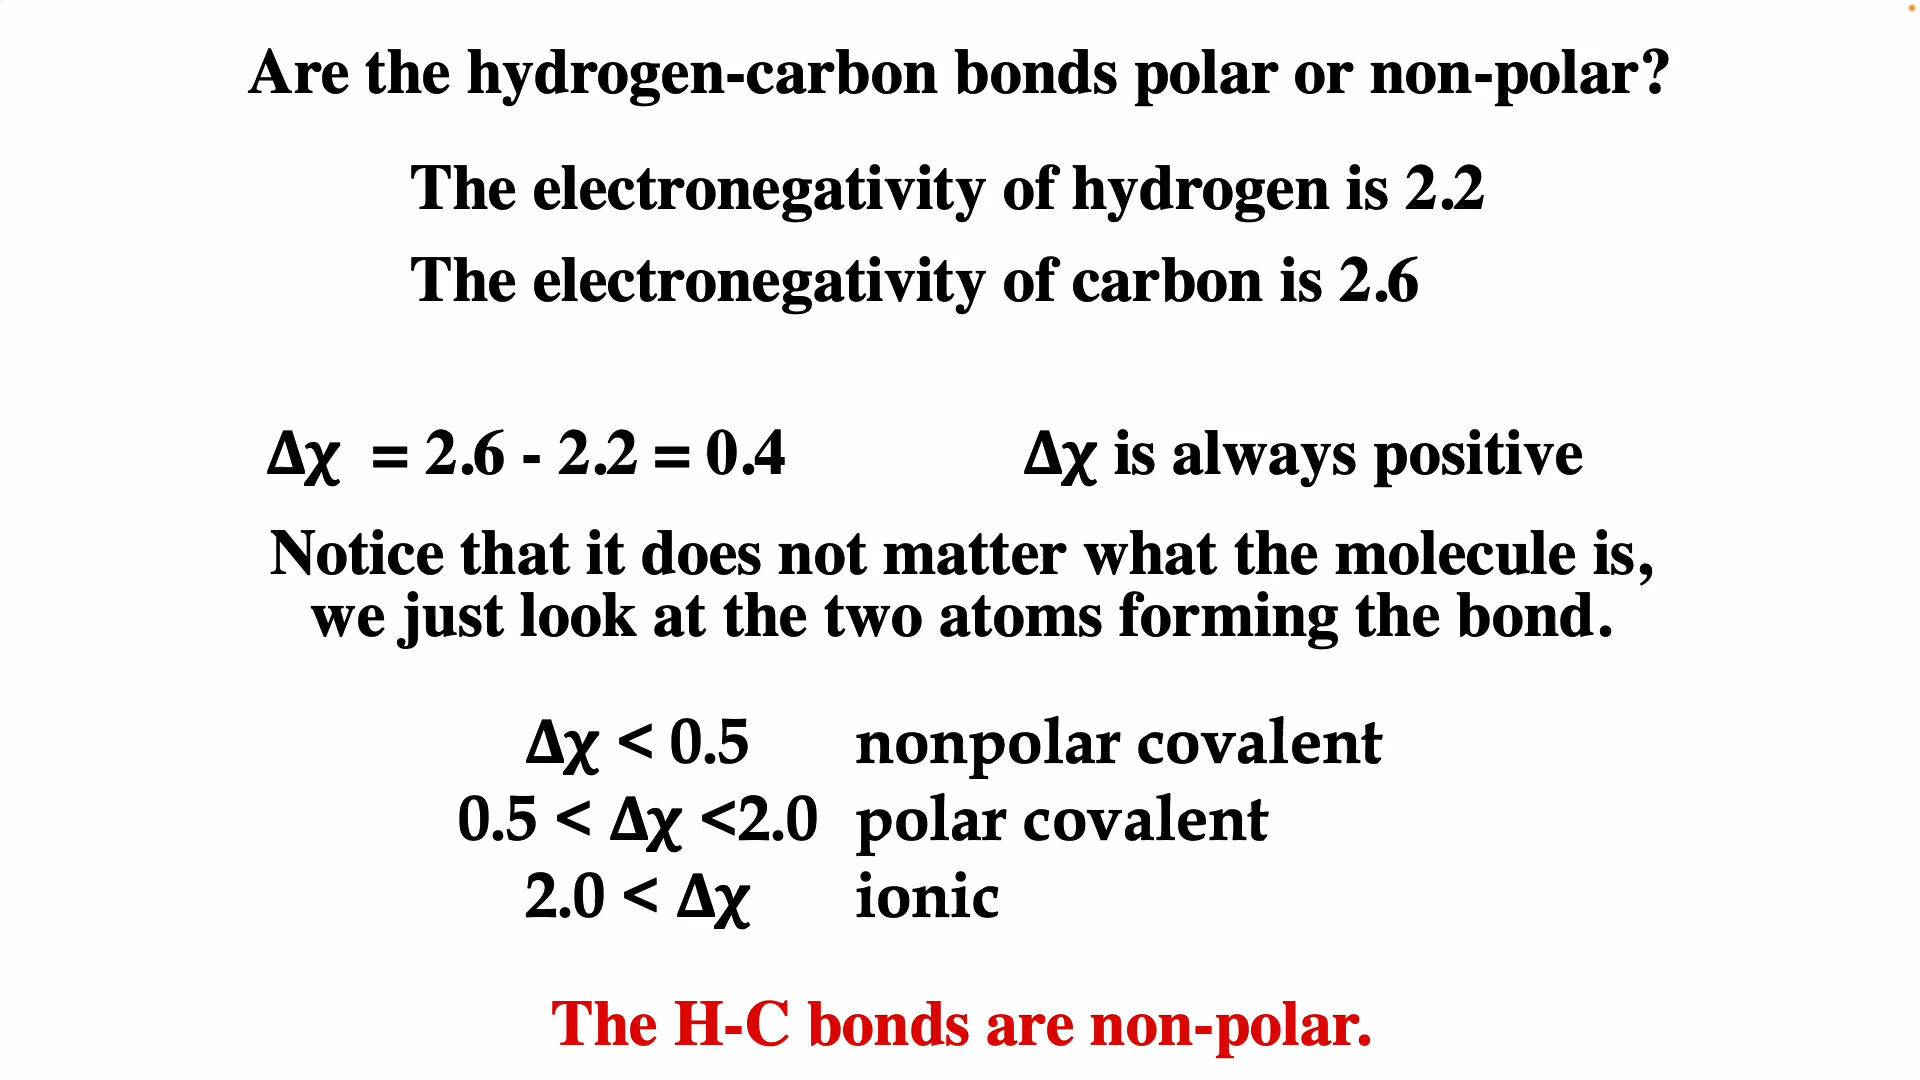 Are the hydrogen-carbon bonds polar or non-polar?
The electronegativity of hydrogen is 2.2
The electronegativity of carbon is 2.6
Δχ = 2.6 - 2.2 = 0.4
Δχ is always positive
Notice that it does not matter what the molecule is,
we just look at the two atoms forming the bond.
Δχ < 0.5 nonpolar covalent
0.5 < Δχ <2.0 polar covalent
2.0 < Δχ ionic
The H-C bonds are non-polar.